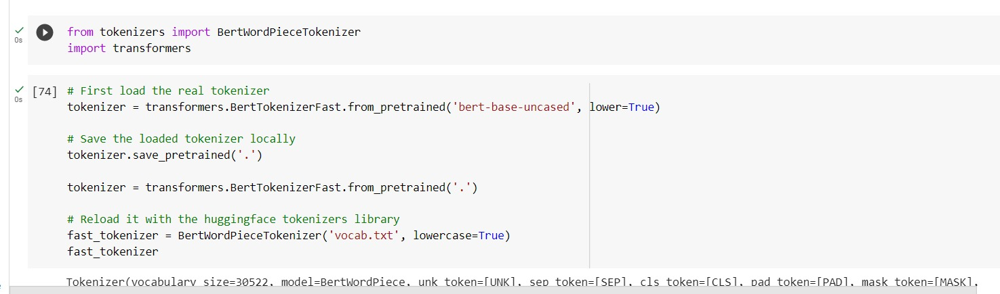 from tokenizers import BertWordPieceTokenizer
0s
import transformers
[74] # First load the real tokenizer
0s
tokenizer = transformers.BertTokenizerFast.from_pretrained('bert-base-uncased', lower=True)
# Save the loaded tokenizer locally
tokenizer.save_pretrained('.')
tokenizer = transformers.BertTokenizerFast.from_pretrained('.')
# Reload it with the huggingface tokenizers library
fast_tokenizer = BertWordPieceTokenizer('vocab.txt', lowercase=True)
fast_tokenizer
Tokenizer(vocabulary_size=30522, model=BertWordPiece, unk_token=[UNK], sep_token=[SEP], cls_token=[CLS], pad_token=[PAD], mask_token=[MASK],